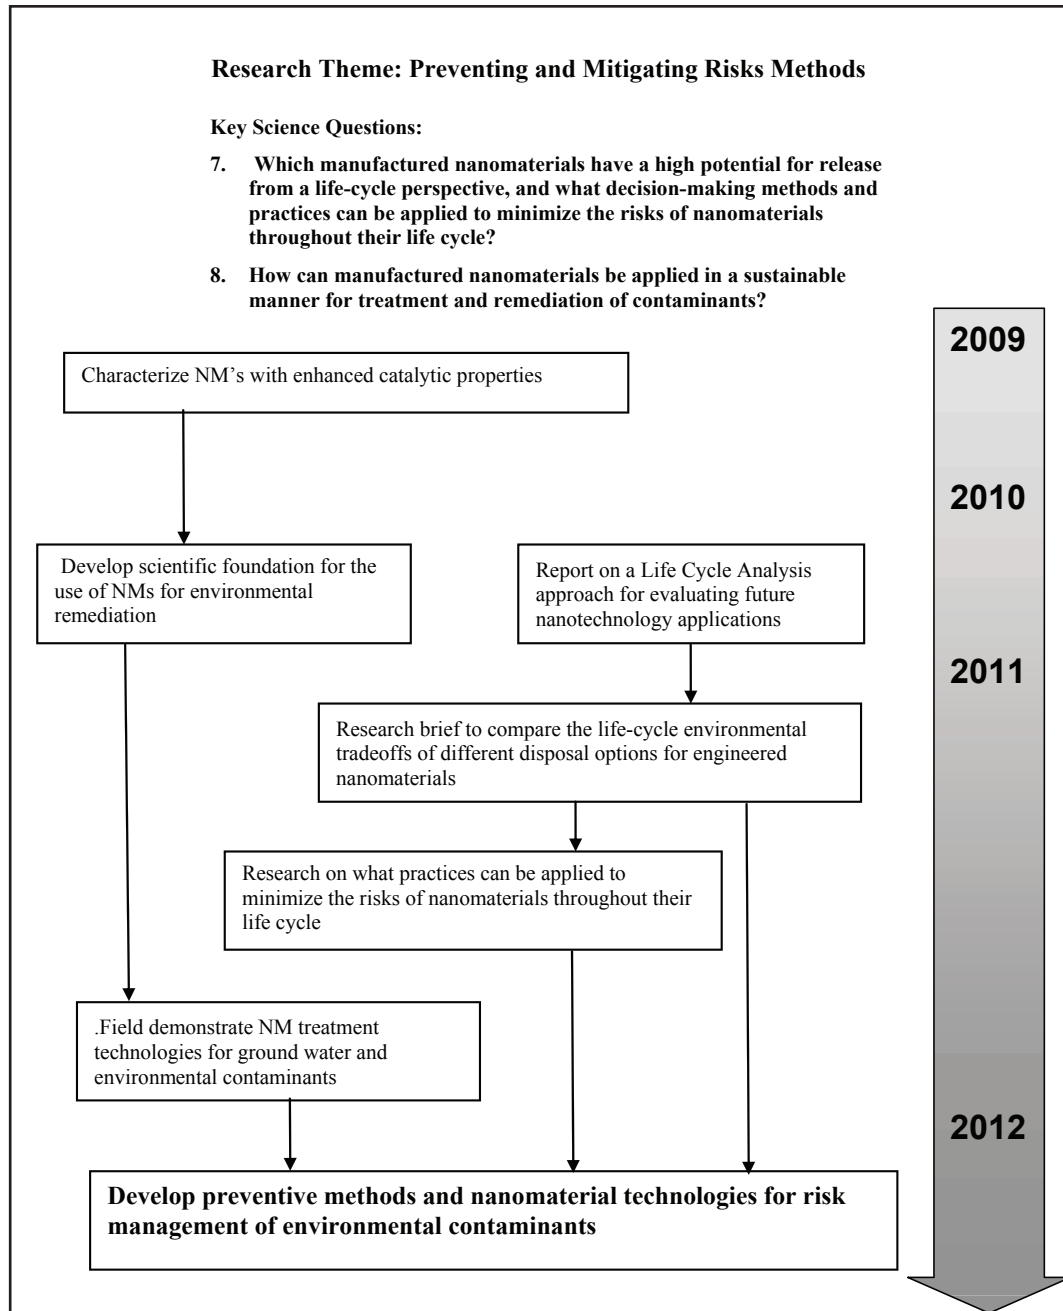 Research Theme: Preventing and Mitigating Risks Methods
Key Science Questions:
7. Which manufactured nanomaterials have a high potential for release
from a life-cycle perspective, and what decision-making methods and
practices can be applied to minimize the risks of nanomaterials
throughout their life cycle?
8. How can manufactured nanomaterials be applied in a sustainable
manner for treatment and remediation of contaminants?
2009
Characterize NM's with enhanced catalytic properties
2010
Develop scientific foundation for the
use of NMs for environmental
remediation
Report on a Life Cycle Analysis
approach for evaluating future
nanotechnology applications
2011
Research brief to compare the life-cycle environmental
tradeoffs of different disposal options for engineered
nanomaterials
Research on what practices can be applied to
minimize the risks of nanomaterials throughout their
life cycle
.Field demonstrate NM treatment
technologies for ground water and
environmental contaminants
2012
Develop preventive methods and nanomaterial technologies for risk
management of environmental contaminants